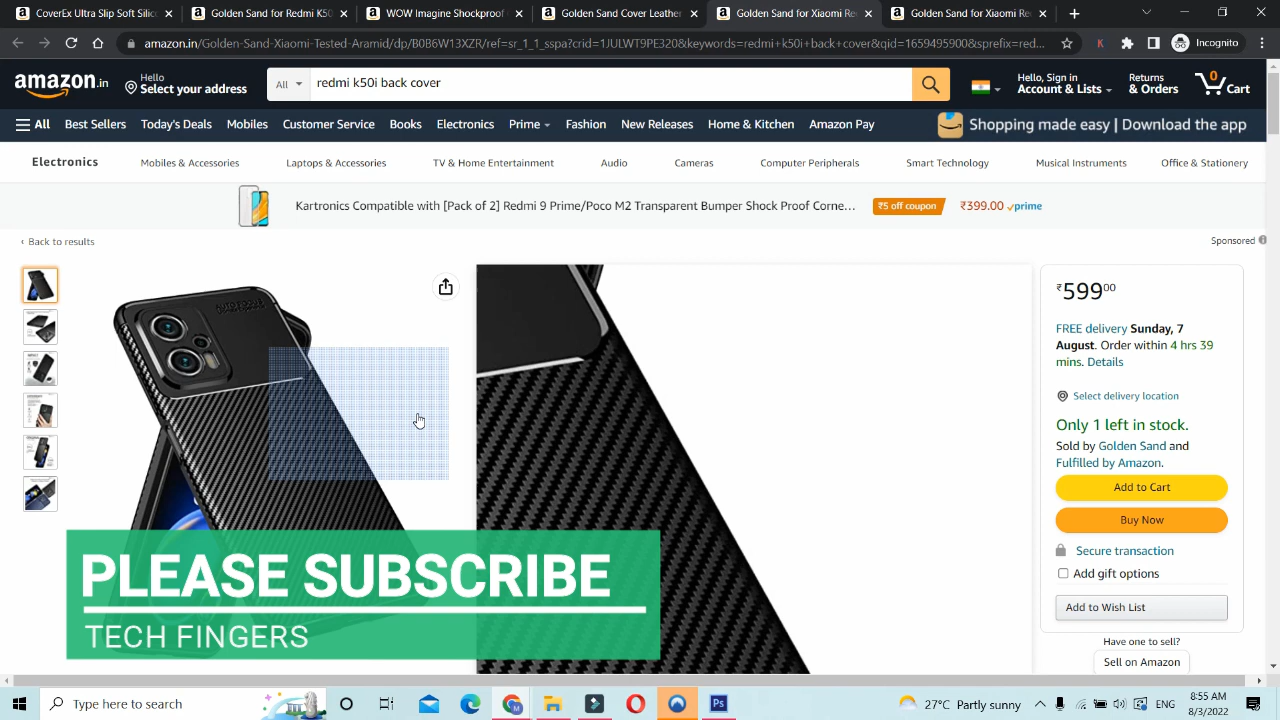 CoverEx Ultra Slip Soft Silico
Golden Sand for Redmi K50
WOW Imagine Shockproof
Golden Sand Cover Leather
Golden Sand for Xiaomi Re
Golden Sand for Xiaomi Re
amazon.in/Golden-Sand-Xiaomi-Tested-Aramid/dp/B0B6W13XZR/ref=sr_1_1_sspa?crid=1JULWT9PE320&keywords=redmi+k50i+back+cover&qid=1659495900&sprefix=red...
Incognito
amazon.in
Hello
Select your address
All
redmi k50i back cover
Hello, Sign in
Account & Lists
Returns
& Orders
0
Cart
All
Best Sellers
Today's Deals
Mobiles
Customer Service
Books
Electronics
Prime
Fashion
New Releases
Home & Kitchen
Amazon Pay
Shopping made easy | Download the app
Electronics
Mobiles & Accessories
Laptops & Accessories
TV & Home Entertainment
Audio
Cameras
Computer Peripherals
Smart Technology
Musical Instruments
Office & Stationery
Kartronics Compatible with [Pack of 2] Redmi 9 Prime/Poco M2 Transparent Bumper Shock Proof Corne...
₹5 off coupon
₹399.00
prime
‹ Back to results
Sponsored
₹59900
FREE delivery Sunday, 7
August. Order within 4 hrs 39
mins. Details
Select delivery location
Only 1 left in stock.
Sold by Golden Sand and
Fulfilled by Amazon.
Add to Cart
Buy Now
Secure transaction
Add gift options
Add to Wish List
Have one to sell?
Sell on Amazon
PLEASE SUBSCRIBE
TECH FINGERS
Type here to search
27°C Partly sunny
ENG
8:55 AM
8/3/2022